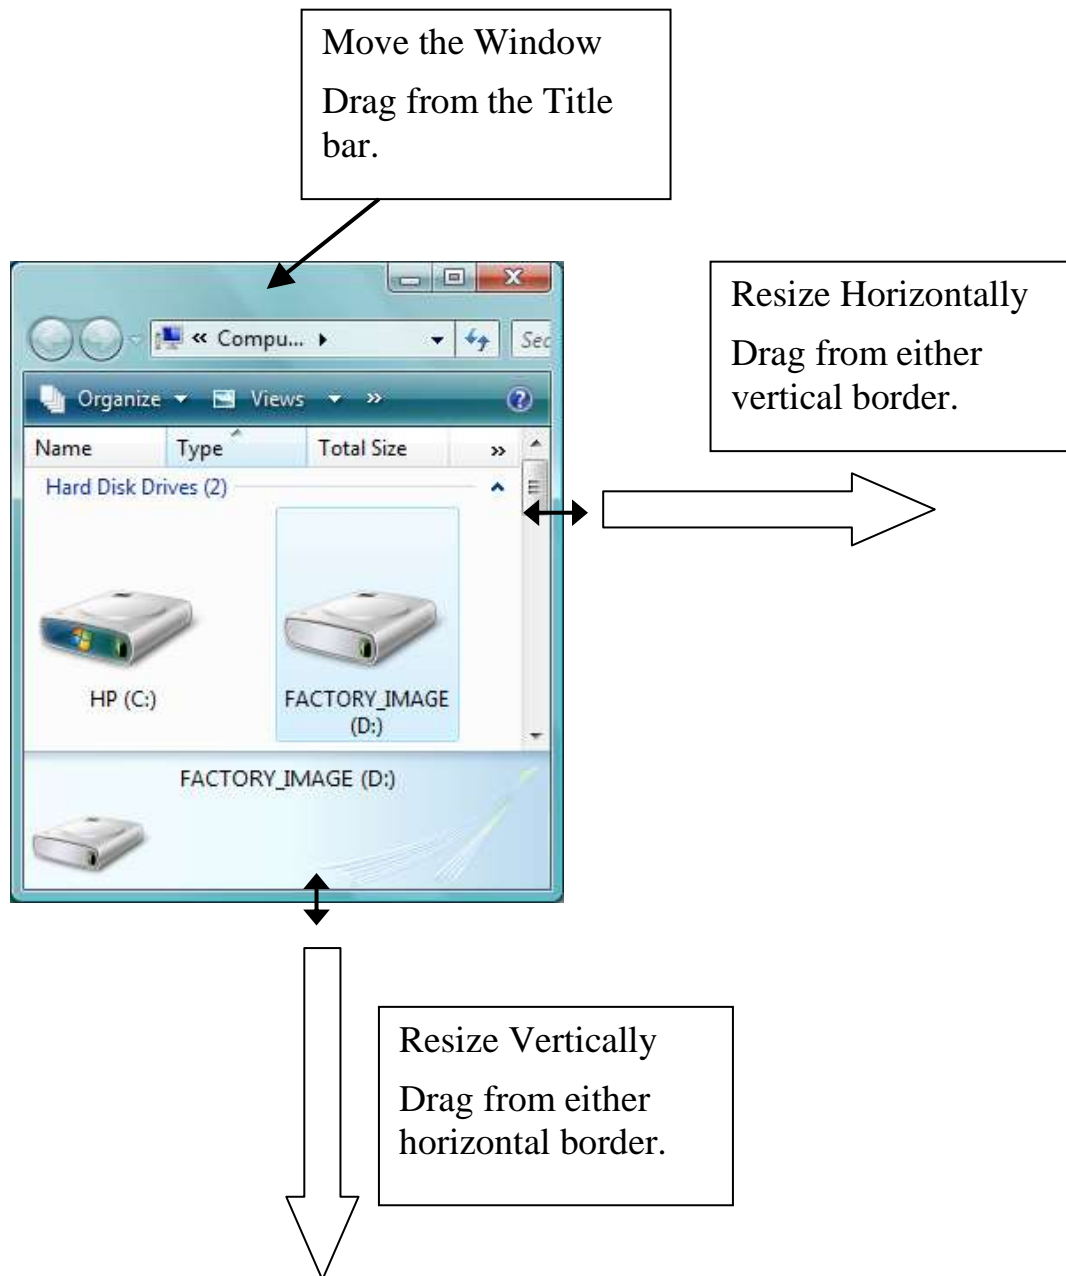 Move the Window
Drag from the Title
bar.
« Compu...
Sec
Organize
Views
»
Name Type Total Size »
Hard Disk Drives (2)
HP (C:)
FACTORY_IMAGE
(D:)
FACTORY_IMAGE (D:)
Resize Horizontally
Drag from either
vertical border.
Resize Vertically
Drag from either
horizontal border.